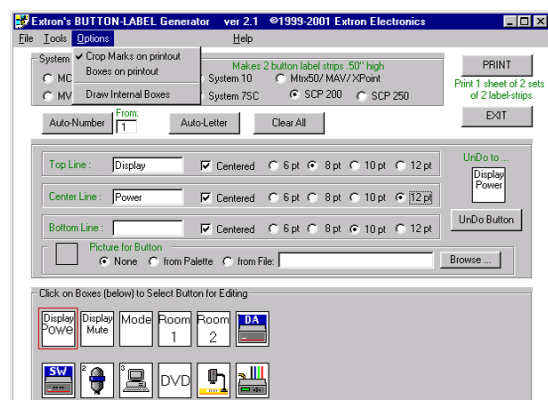 Extron's BUTTON-LABEL Generator ver 2.1 ©1999-2001 Extron Electronics
File Tools Options Help
Crop Marks on printout
Boxes on printout
Draw Internal Boxes
System
Makes 2 button label strips .50" high
MC
System 10
Mtrx50/ MAV/ XPoint
MV
System 7SC
SCP 200
SCP 250
PRINT
Print 1 sheet of 2 sets of 2 label-strips
EXIT
Auto-Number
From:
1
Auto-Letter
Clear All
Top Line : Display Centered 6 pt 8 pt 10 pt 12 pt
Center Line : Power Centered 6 pt 8 pt 10 pt 12 pt
Bottom Line : Centered 6 pt 8 pt 10 pt 12 pt
UnDo to ...
Display
Power
UnDo Button
Picture for Button
None from Palette from File: Browse ...
Click on Boxes (below) to Select Button for Editing
Display Powe
Display Mute
Mode
Room 1
Room 2
DA
SW
2
3
DVD